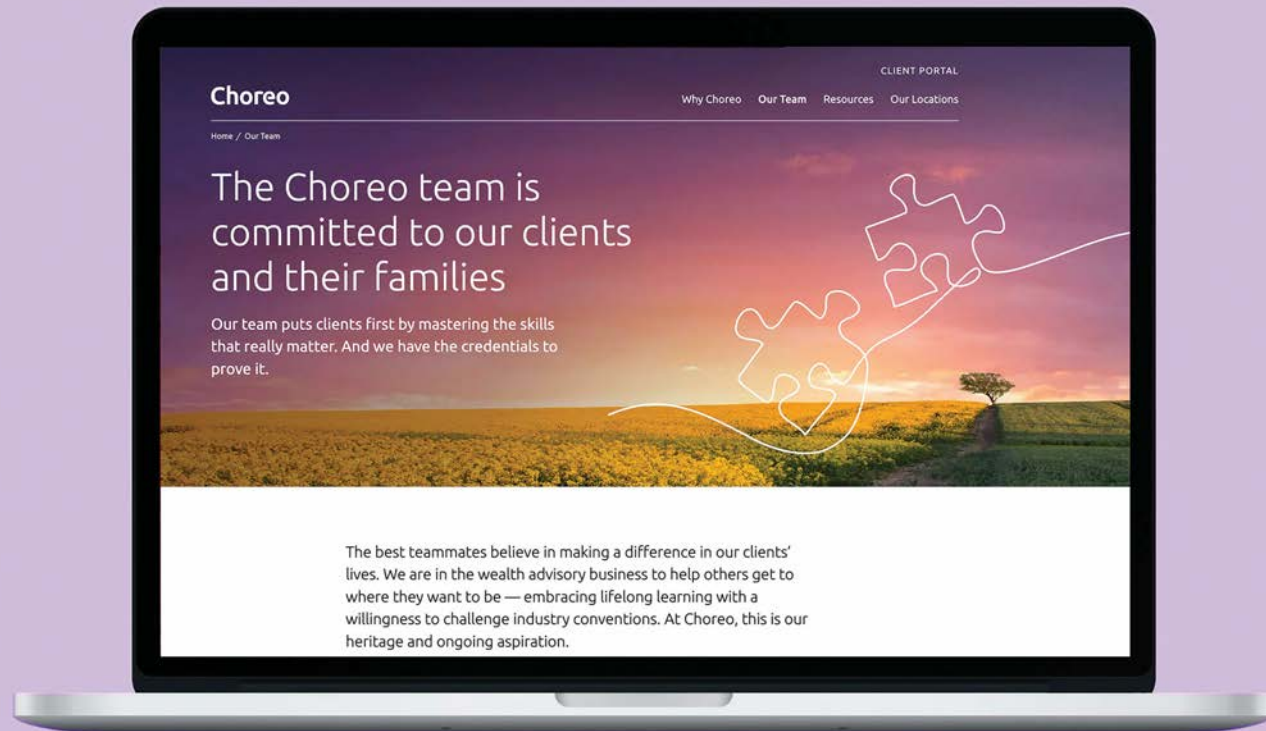 CLIENT PORTAL
Choreo
Why Choreo Our Team Resources Our Locations
Home / Our Team
The Choreo team is
committed to our clients
and their families
Our team puts clients first by mastering the skills
that really matter. And we have the credentials to
prove it.
The best teammates believe in making a difference in our clients’
lives. We are in the wealth advisory business to help others get to
where they want to be — embracing lifelong learning with a
willingness to challenge industry conventions. At Choreo, this is our
heritage and ongoing aspiration.